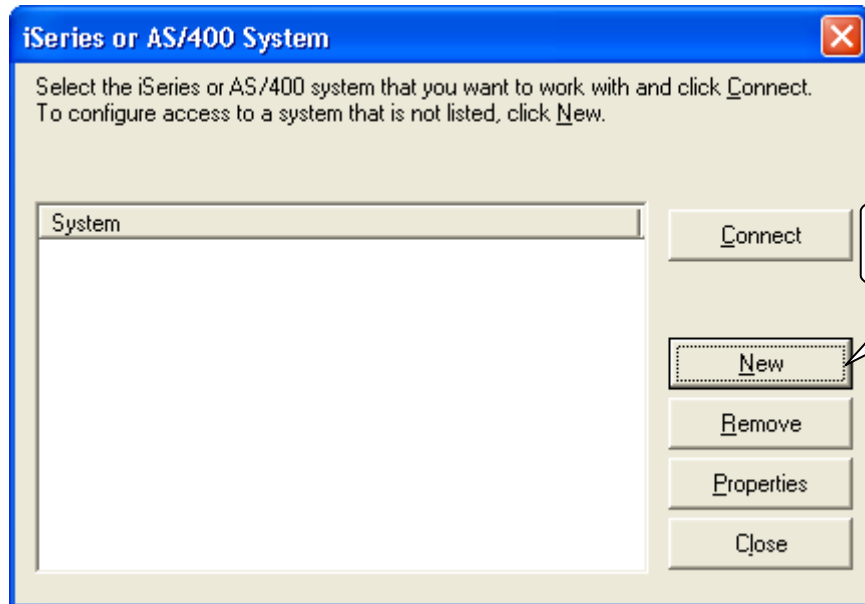 iSeries or AS/400 System
Select the iSeries or AS/400 system that you want to work with and click Connect.
To configure access to a system that is not listed, click New.
System
Connect
New
Remove
Properties
Close